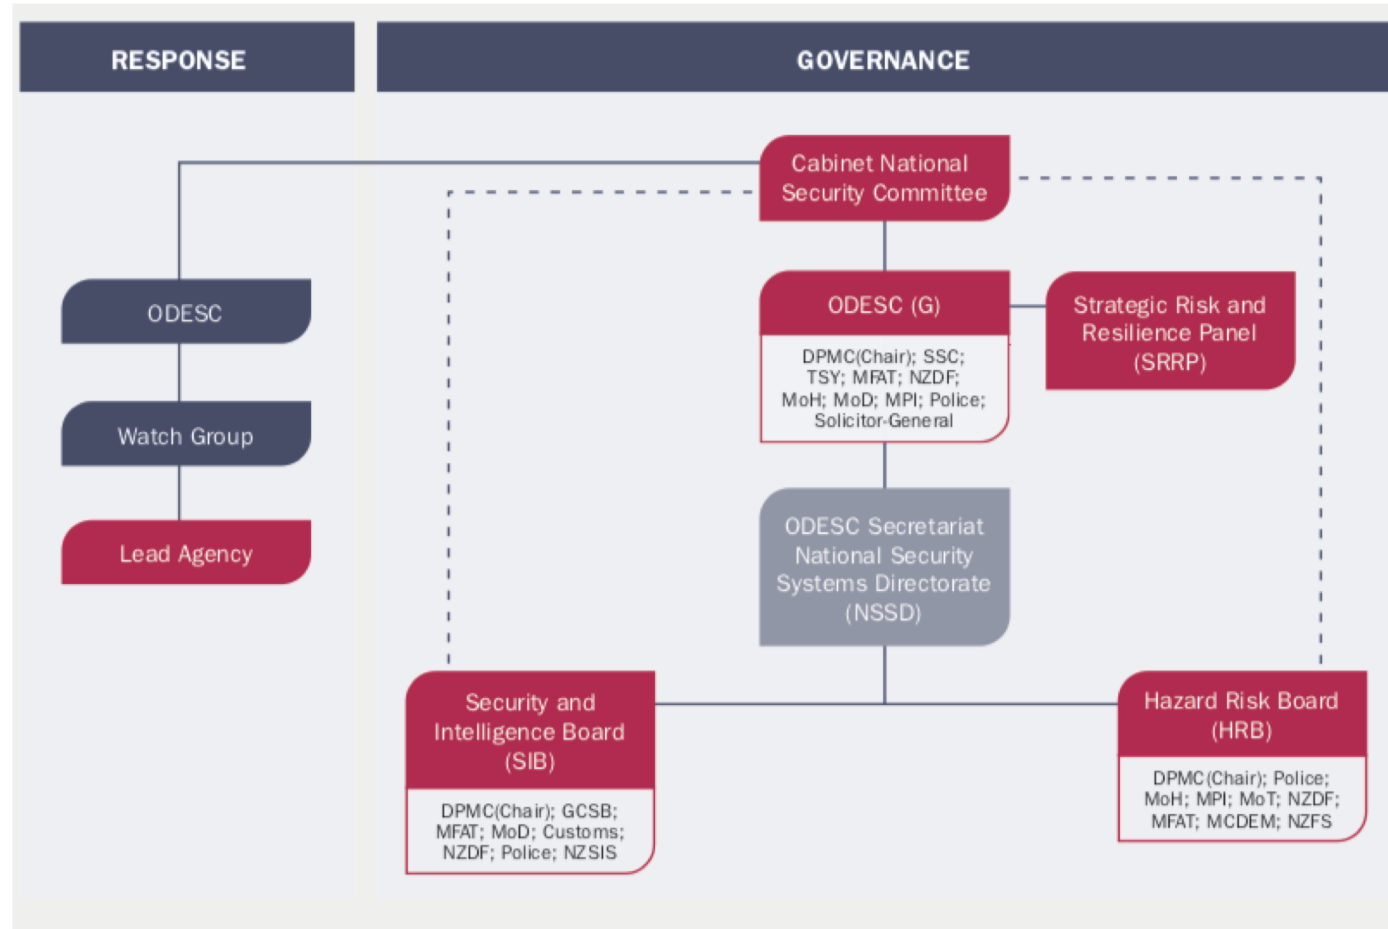 RESPONSE
GOVERNANCE
Cabinet National
Security Committee
ODESC
Watch Group
Lead Agency
ODESC (G)
DPMC(Chair); SSC;
TSY; MFAT; NZDF;
MoH; MoD; MPI; Police;
Solicitor-General
Strategic Risk and
Resilience Panel
(SRRP)
ODESC Secretariat
National Security
Systems Directorate
(NSSD)
Security and
Intelligence Board
(SIB)
DPMC(Chair); GCSB;
MFAT; MoD; Customs;
NZDF; Police; NZSIS
Hazard Risk Board
(HRB)
DPMC(Chair); Police;
MoH; MPI; MoT; NZDF;
MFAT; MCDEM; NZFS